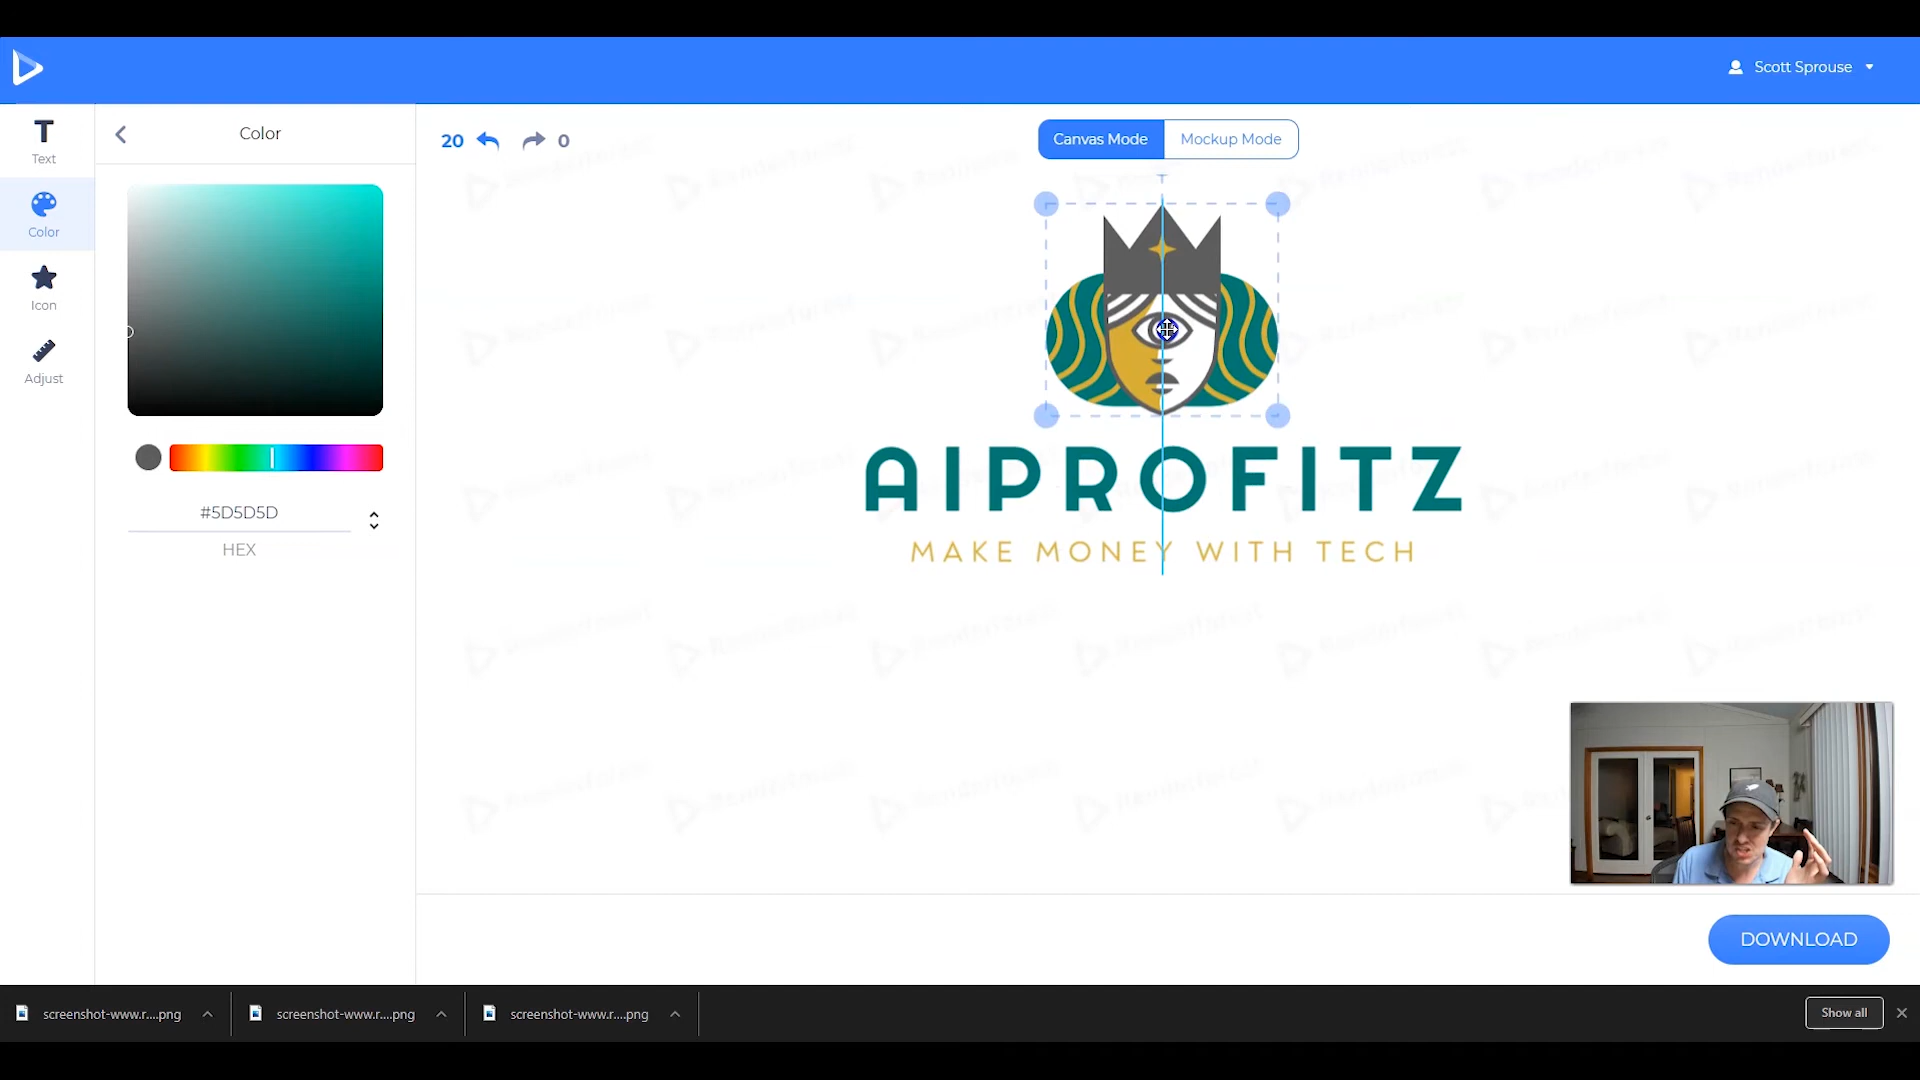 Scott Sprouse
T
Text
Color
Icon
Adjust
Color
#5D5D5D
HEX
20
0
Canvas Mode
Mockup Mode
AIPROFITZ
MAKE MONEY WITH TECH
DOWNLOAD
screenshot-www.r....png
screenshot-www.r....png
screenshot-www.r....png
Show all